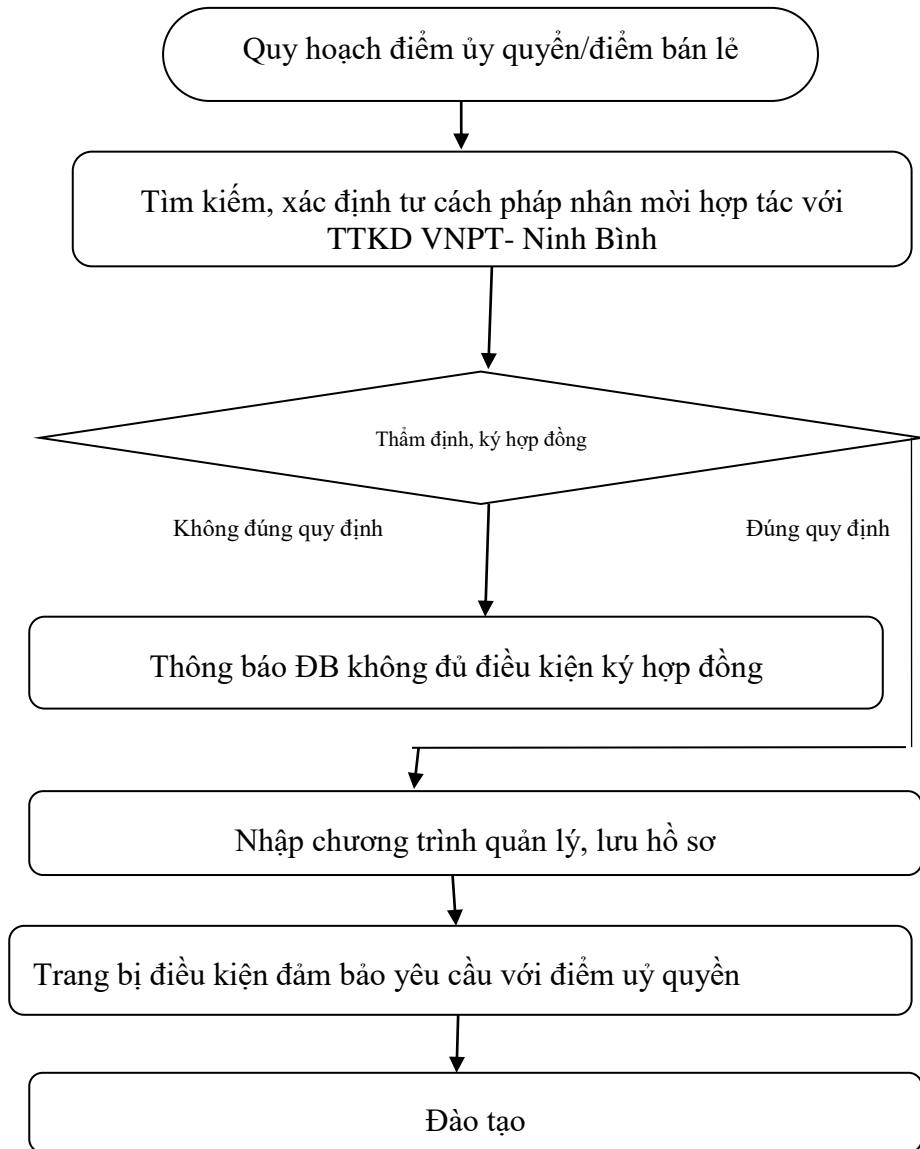 Quy hoạch điểm ủy quyển/điểm bán lẻ
Tìm kiếm, xác định tư cách pháp nhân mời hợp tác với
TTKD VNPT- Ninh Bình
Thẩm định, ký hợp đồng
Không đúng quy định
Đúng quy định
Thông báo ĐB không đủ điều kiện ký hợp đồng
Nhập chương trình quản lý, lưu hồ sơ
Trang bị điều kiện đảm bảo yêu cầu với điểm uỷ quyền
Đào tạo